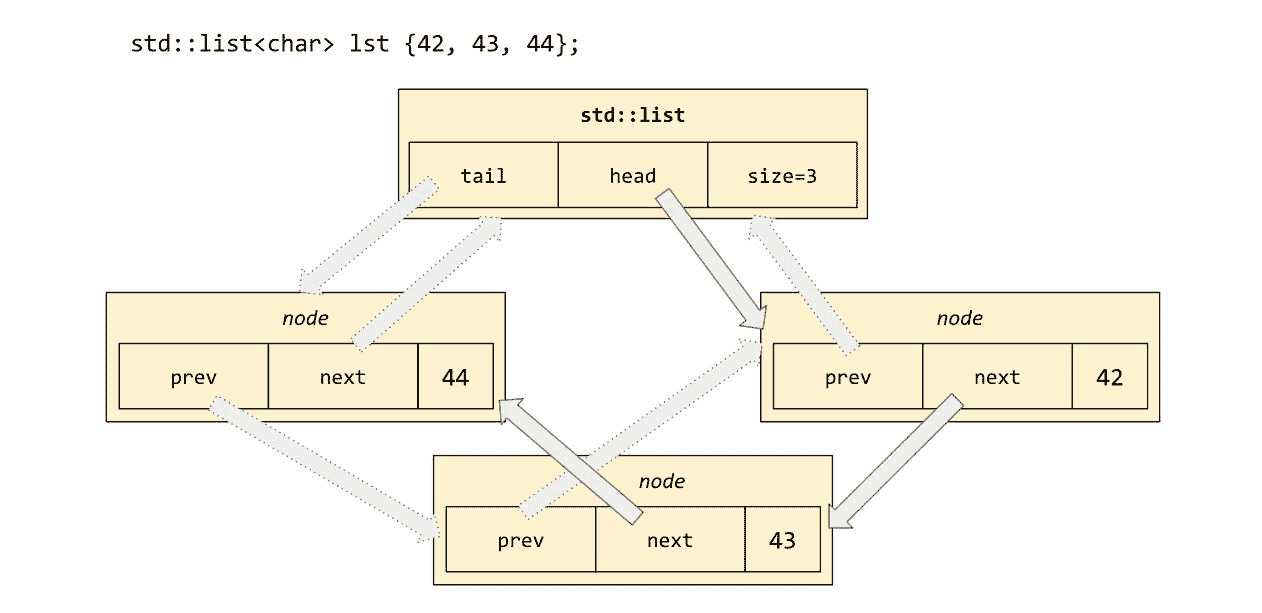 std::list<char> lst {42, 43, 44};
std::list
tail head size=3
node
prev next 44
node
prev next 42
node
prev next 43